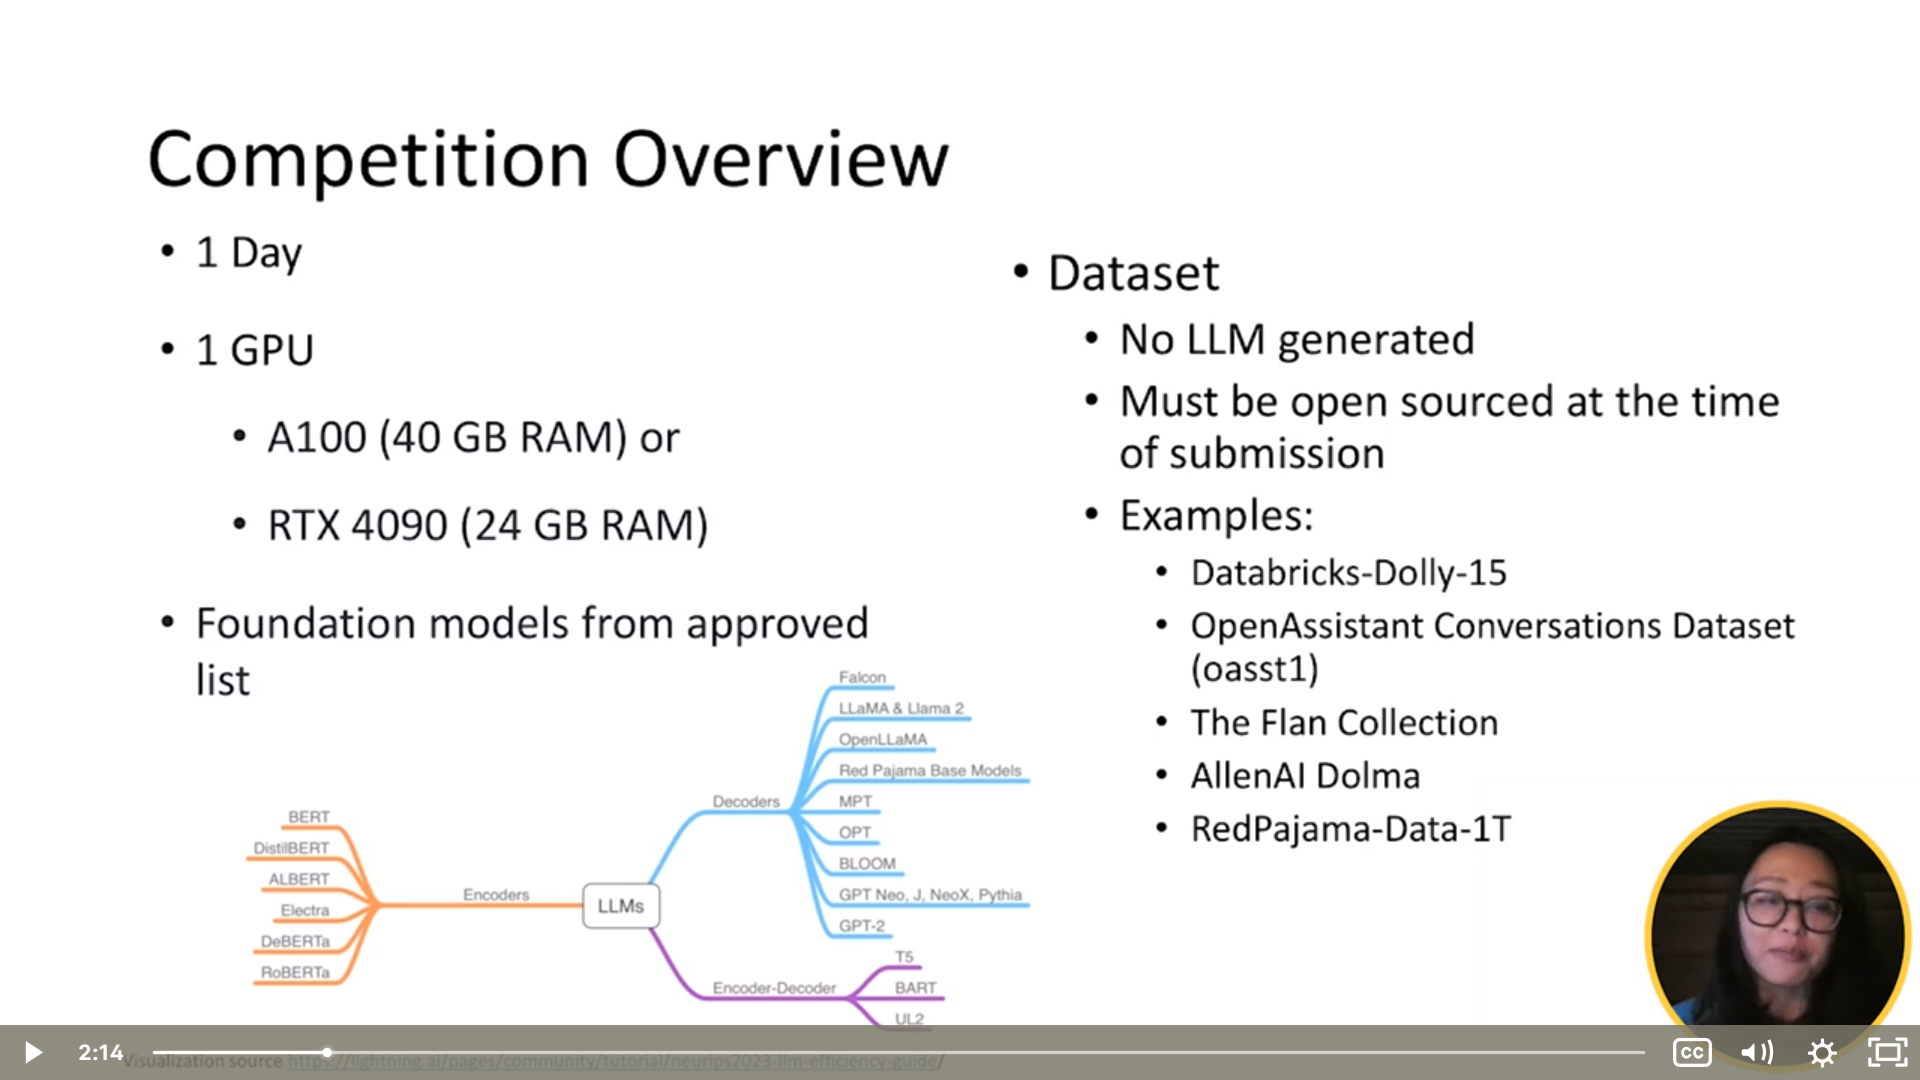 Competition Overview
• 1 Day
• 1 GPU
• A100 (40 GB RAM) or
• RTX 4090 (24 GB RAM)
• Foundation models from approved
list
• Dataset
• No LLM generated
• Must be open sourced at the time
of submission
• Examples:
• Databricks-Dolly-15
• OpenAssistant Conversations Dataset
(oasst1)
• The Flan Collection
• AllenAI Dolma
• RedPajama-Data-1T
BERT
DistilBERT
ALBERT
Electra
DeBERTa
RoBERTa
Encoders
LLMs
Decoders
Falcon
LLaMA & Llama 2
OpenLLaMA
Red Pajama Base Models
MPT
OPT
BLOOM
GPT Neo, J, NeoX, Pythia
GPT-2
Encoder-Decoder
T5
BART
UL2
2:14
Visualization source https://lightning.ai/pages/community/tutorial/neurips2023-llm-efficiency-guide/
CC